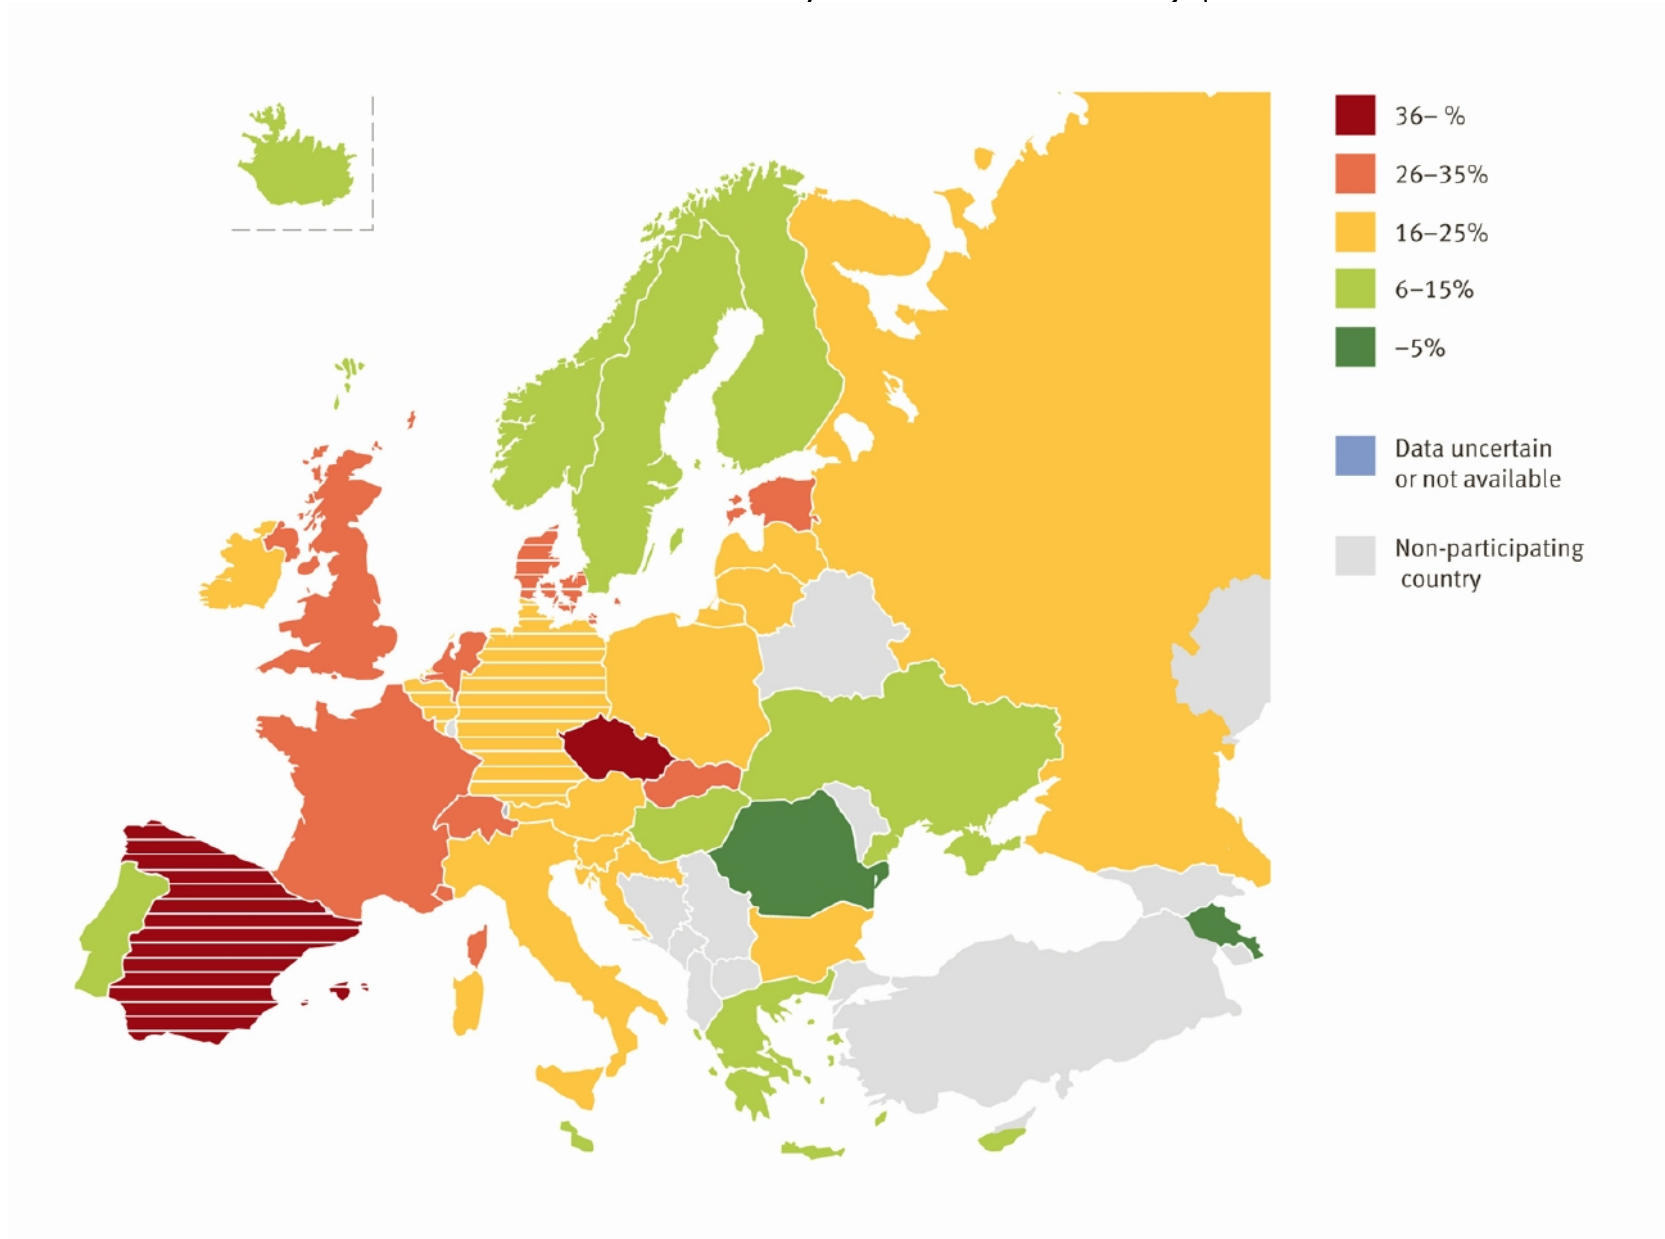 36– %
26–35%
16–25%
6–15%
–5%
Data uncertain
or not available
Non-participating
country